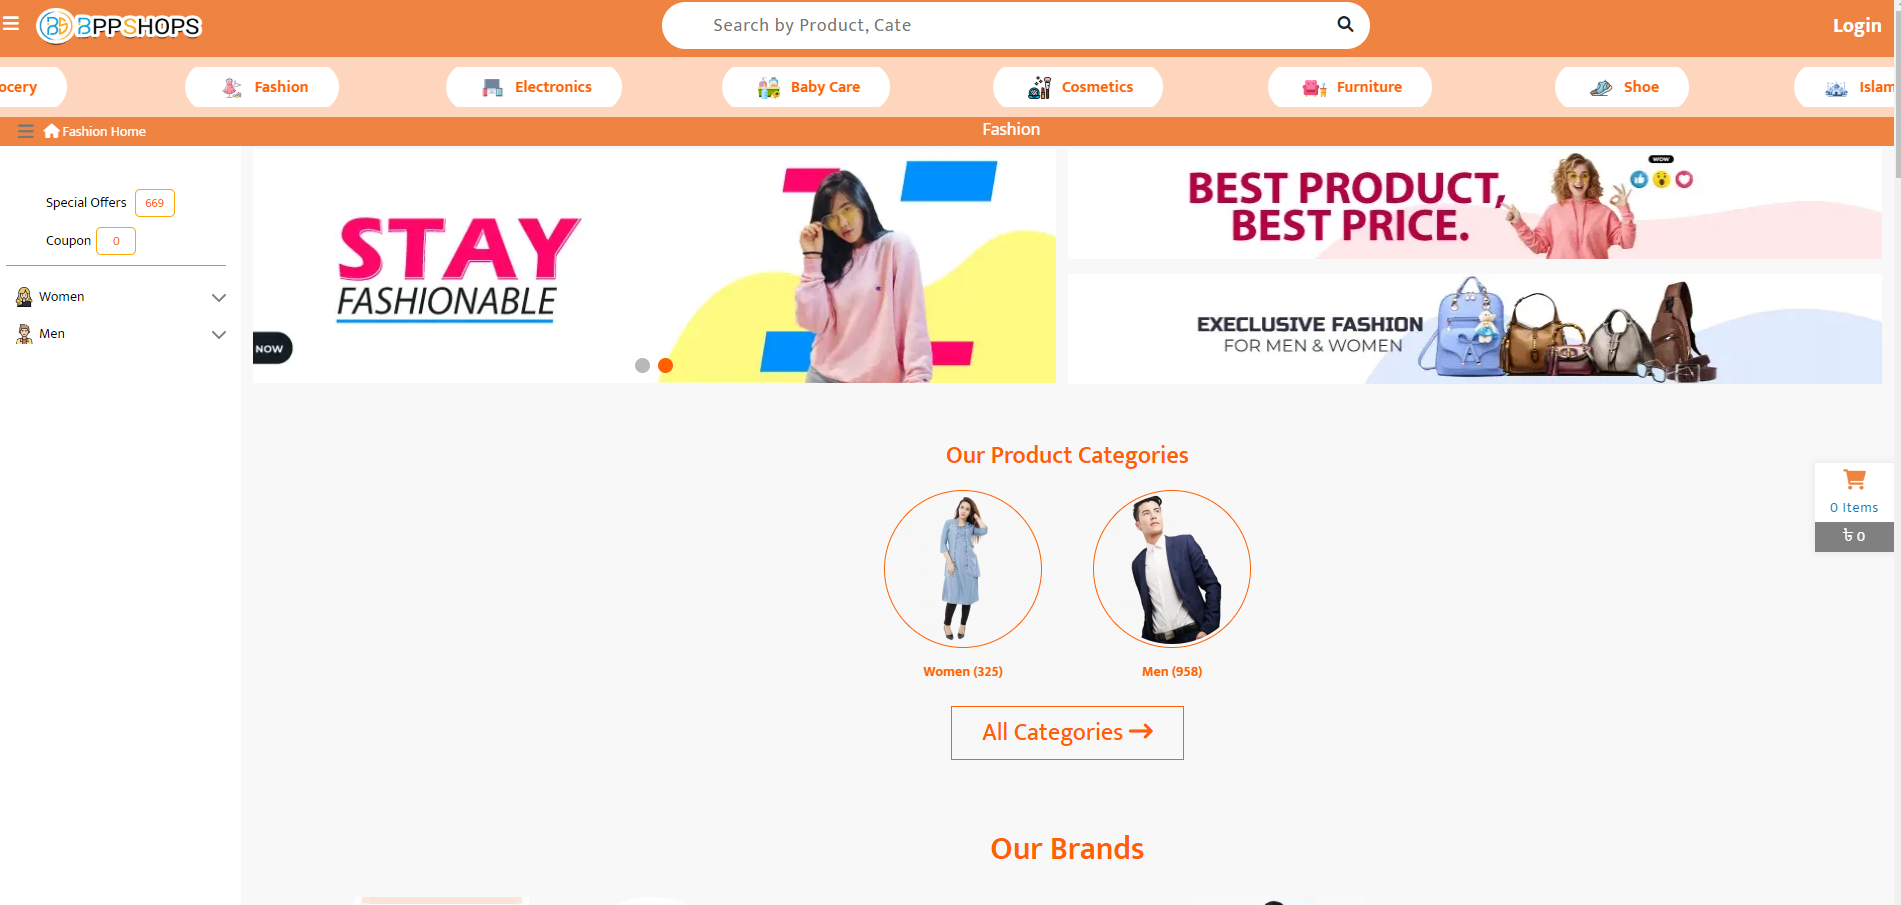 BPPSHOPS
Search by Product, Cate
Login
ocery
Fashion
Electronics
Baby Care
Cosmetics
Furniture
Shoe
Islam
Fashion Home
Fashion
Special Offers 669
Coupon 0
Women
Men
STAY
FASHIONABLE
NOW
WOW
BEST PRODUCT,
BEST PRICE.
EXECLUSIVE FASHION
FOR MEN & WOMEN
Our Product Categories
0 Items
৳ 0
Women (325)
Men (958)
All Categories
Our Brands